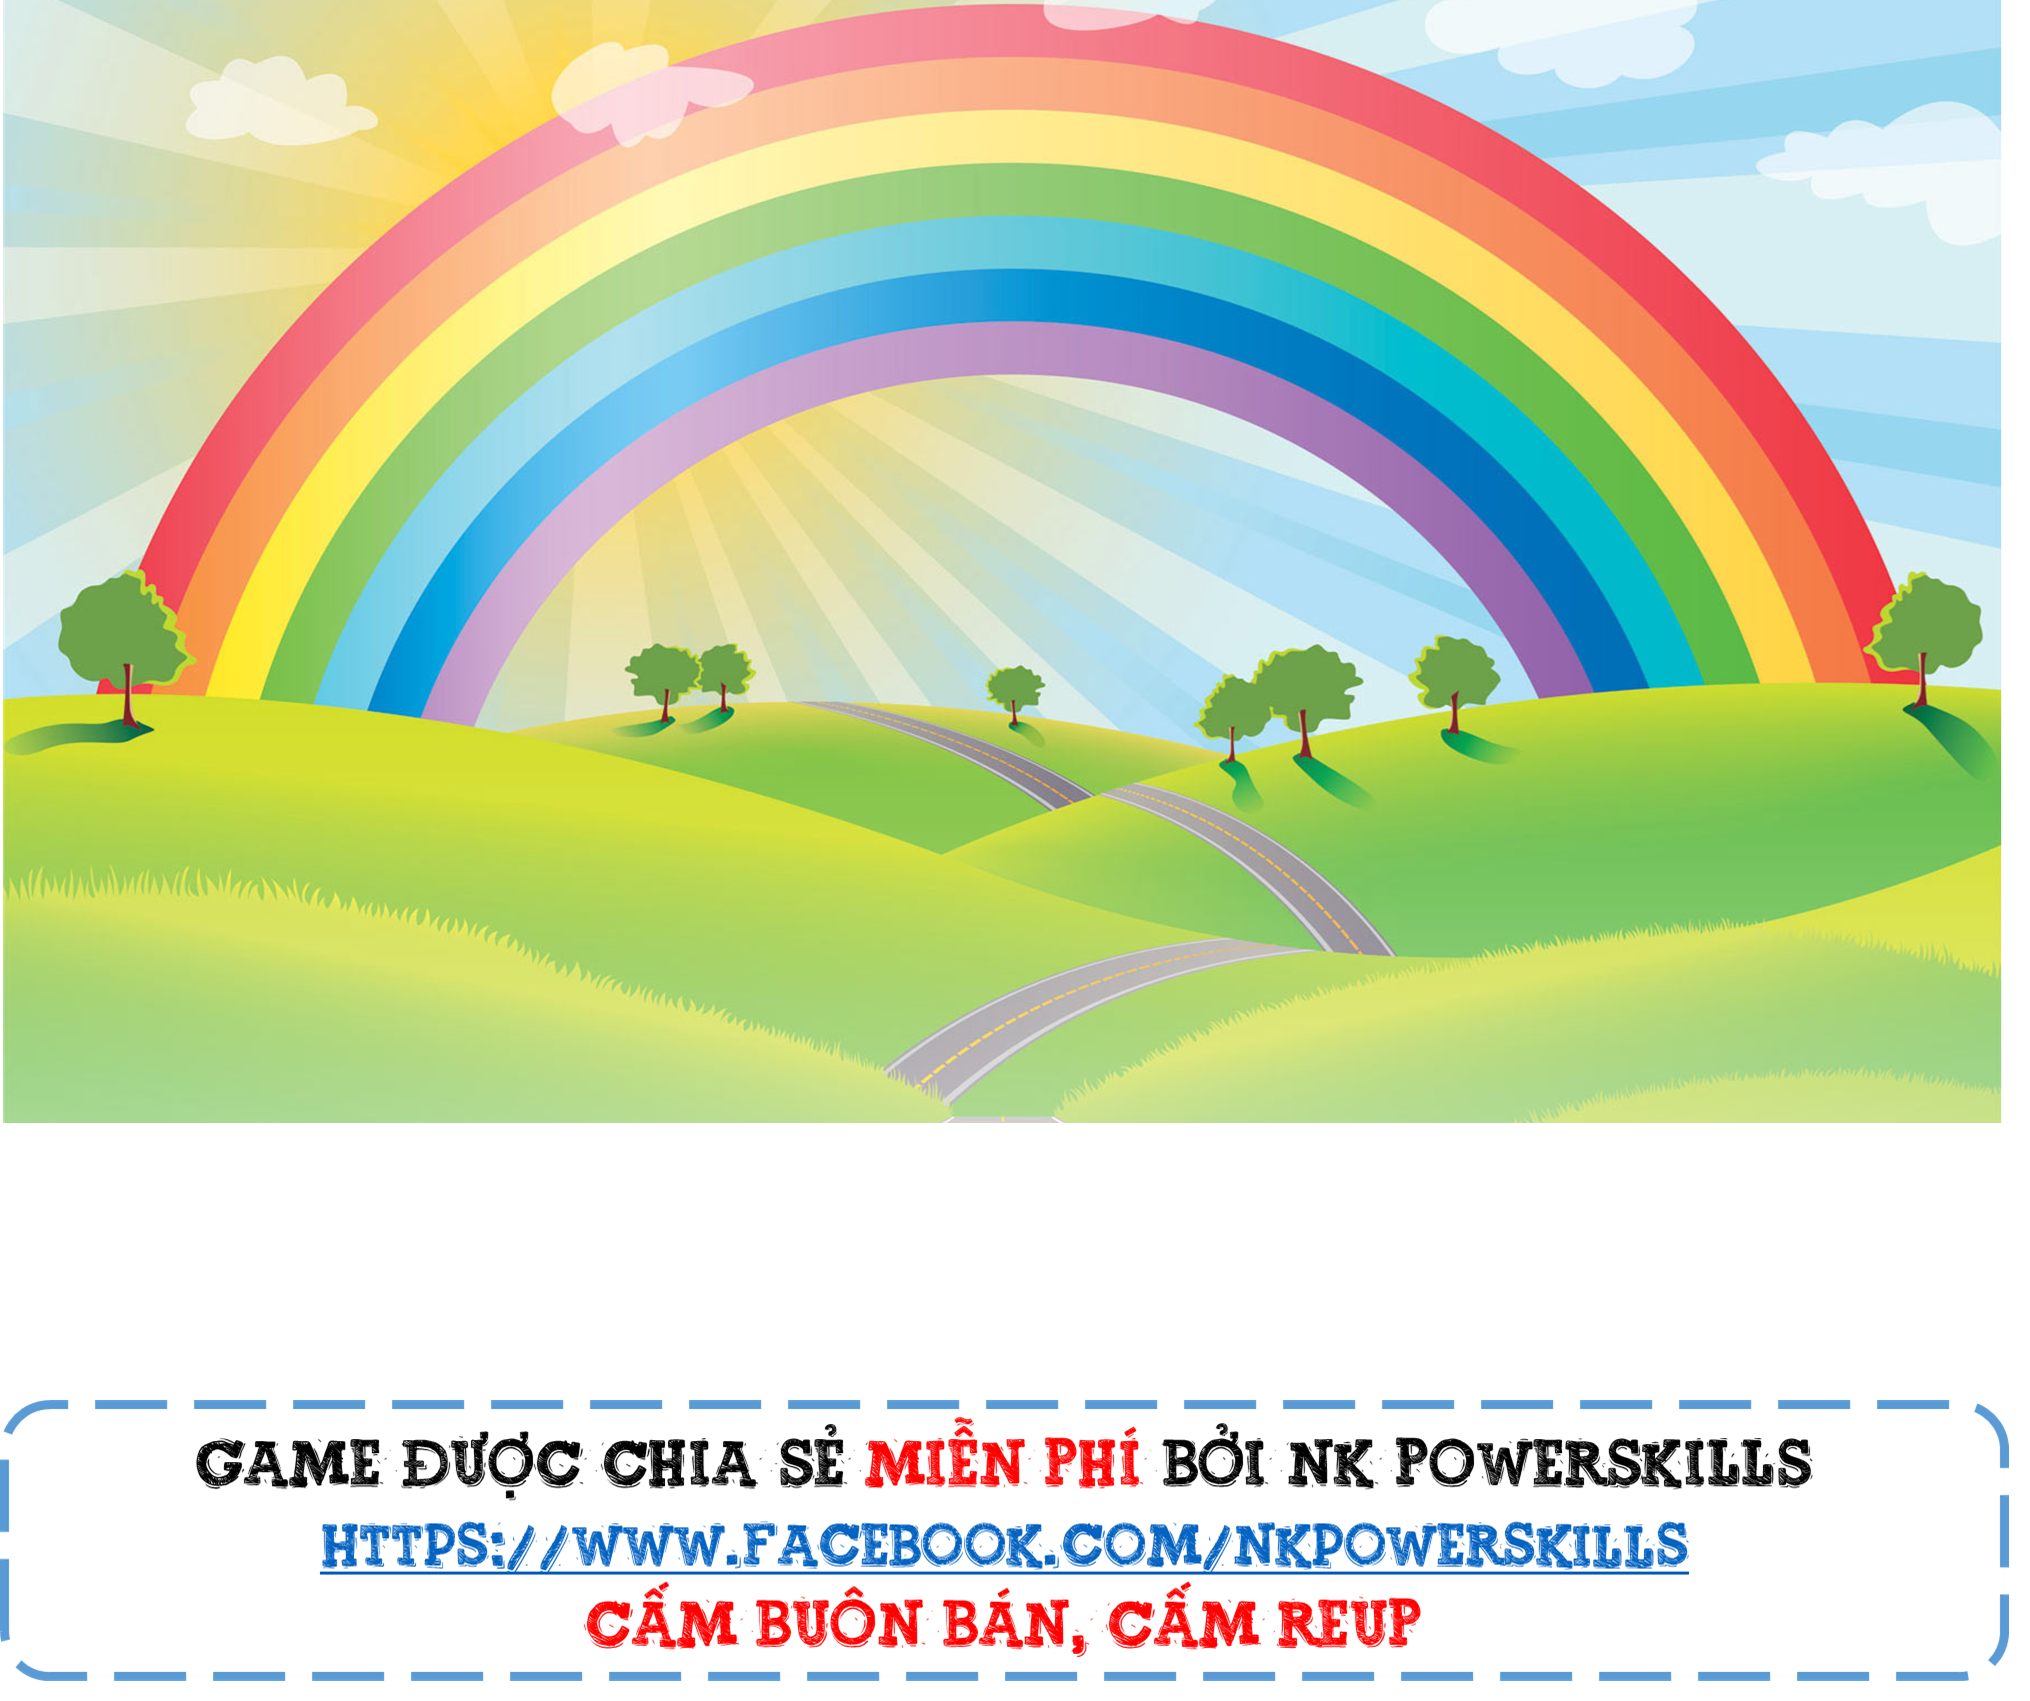 GAME ĐƯỢC CHIA SẺ MIỄN PHÍ BỞI NK POWERSKILLS
HTTPS://WWW.FACEBOOK.COM/NKPOWERSKILLS
CẤM BUÔN BÁN, CẤM REUP